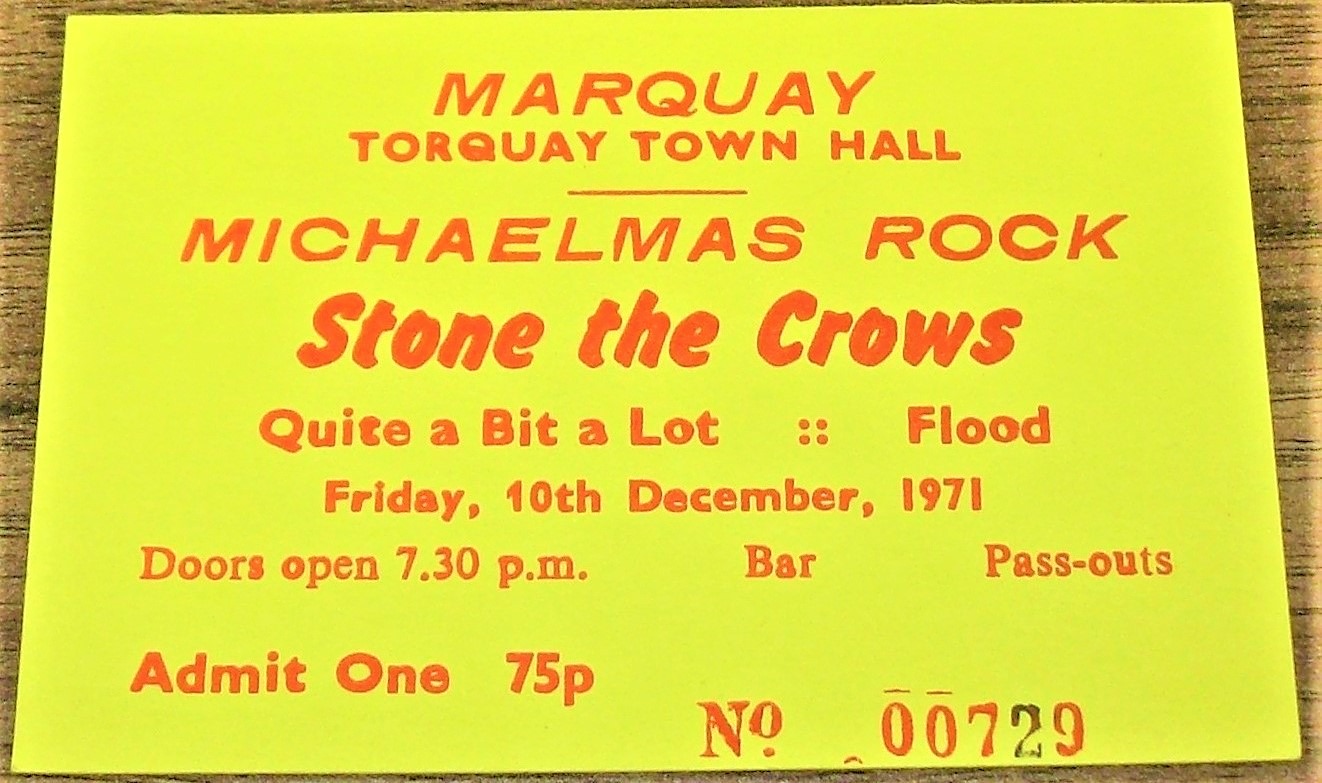 MARQUAY
TORQUAY TOWN HALL
MICHAELMAS ROCK
Stone the Crows
Quite a Bit a Lot :: Flood
Friday, 10th December, 1971
Doors open 7.30 p.m. Bar Pass-outs
Admit One 75p
Nº 00729